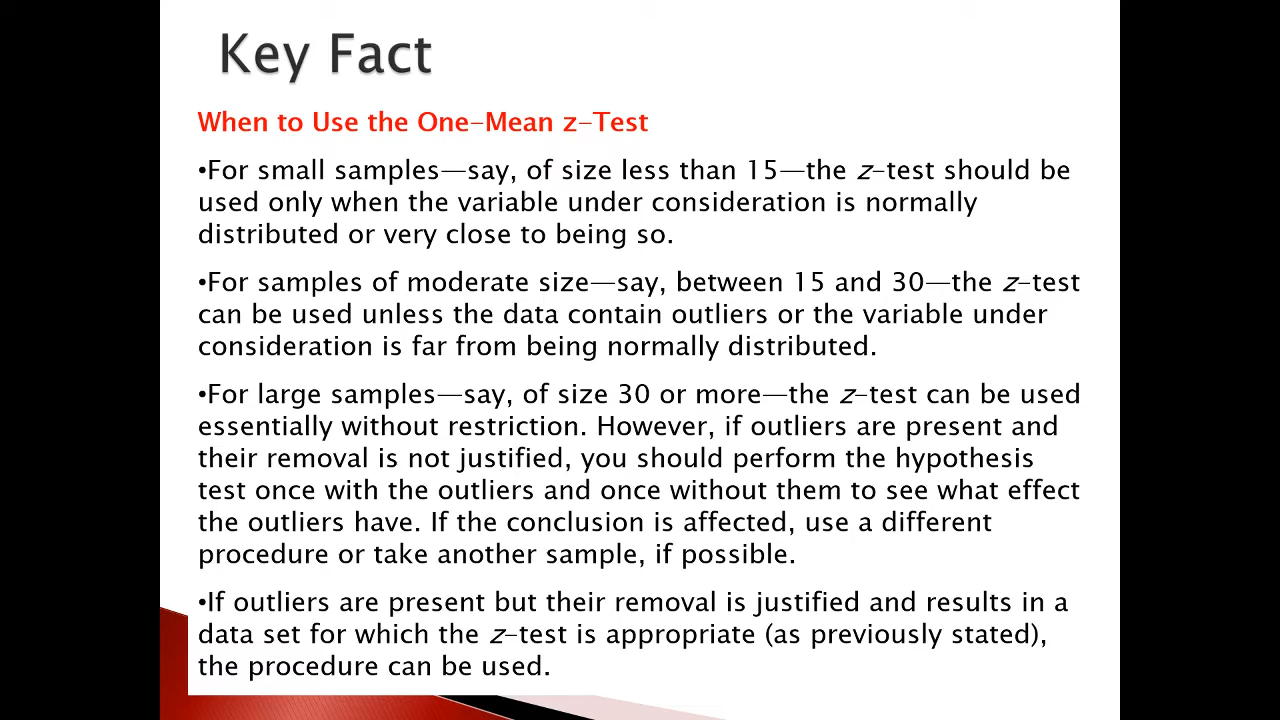 Key Fact
When to Use the One-Mean z-Test
•For small samples—say, of size less than 15—the z-test should be
used only when the variable under consideration is normally
distributed or very close to being so.
•For samples of moderate size—say, between 15 and 30—the z-test
can be used unless the data contain outliers or the variable under
consideration is far from being normally distributed.
•For large samples—say, of size 30 or more—the z-test can be used
essentially without restriction. However, if outliers are present and
their removal is not justified, you should perform the hypothesis
test once with the outliers and once without them to see what effect
the outliers have. If the conclusion is affected, use a different
procedure or take another sample, if possible.
•If outliers are present but their removal is justified and results in a
data set for which the z-test is appropriate (as previously stated),
the procedure can be used.